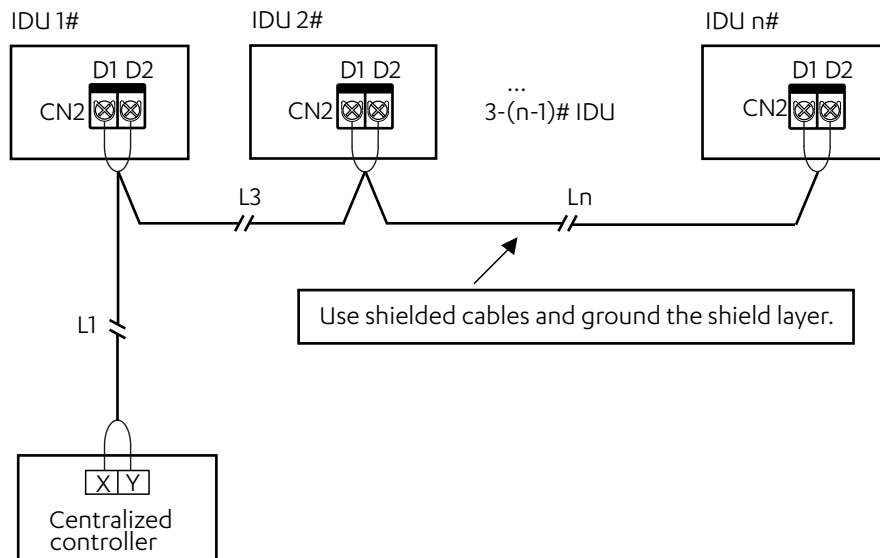 IDU 1#
IDU 2#
IDU n#
D1 D2
D1 D2
D1 D2
CN2
CN2
CN2
...
3-(n-1)# IDU
L3
Ln
L1
Use shielded cables and ground the shield layer.
X Y
Centralized
controller